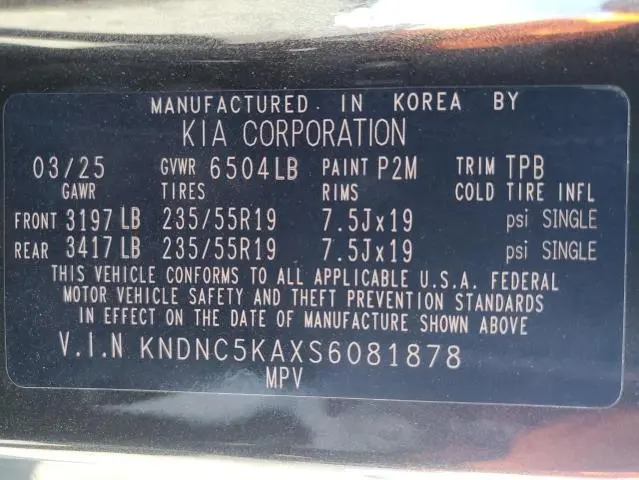 MANUFACTURED IN KOREA BY
KIA CORPORATION
03/25 GVWR 6504LB PAINT P2M TRIM TPB
GAWR TIRES RIMS COLD TIRE INFL
FRONT 3197 LB 235/55R19 7.5Jx19 psi SINGLE
REAR 3417 LB 235/55R19 7.5Jx19 psi SINGLE
THIS VEHICLE CONFORMS TO ALL APPLICABLE U.S.A. FEDERAL
MOTOR VEHICLE SAFETY AND THEFT PREVENTION STANDARDS
IN EFFECT ON THE DATE OF MANUFACTURE SHOWN ABOVE
V.I.N KNDNC5KAXS6081878
MPV